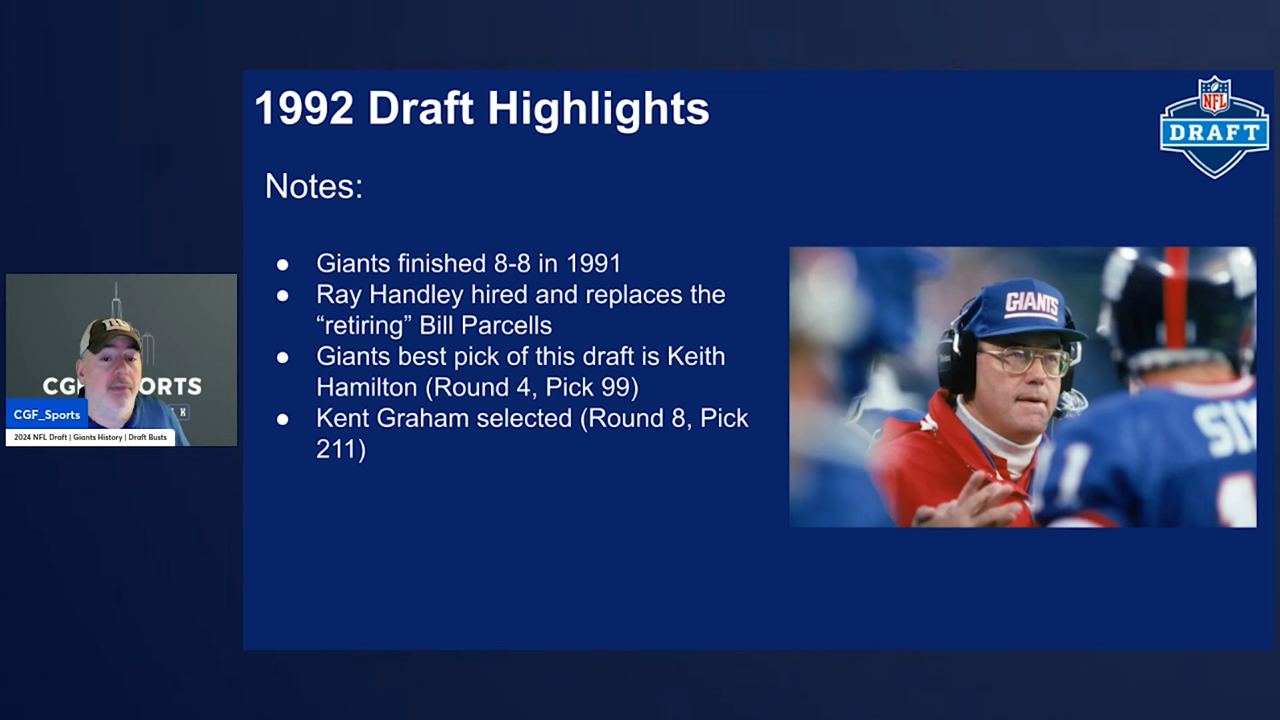 1992 Draft Highlights
NFL
DRAFT
Notes:
● Giants finished 8-8 in 1991
● Ray Handley hired and replaces the
“retiring” Bill Parcells
● Giants best pick of this draft is Keith
Hamilton (Round 4, Pick 99)
● Kent Graham selected (Round 8, Pick
211)
GIANTS
CGF_Sports
2024 NFL Draft | Giants History | Draft Busts